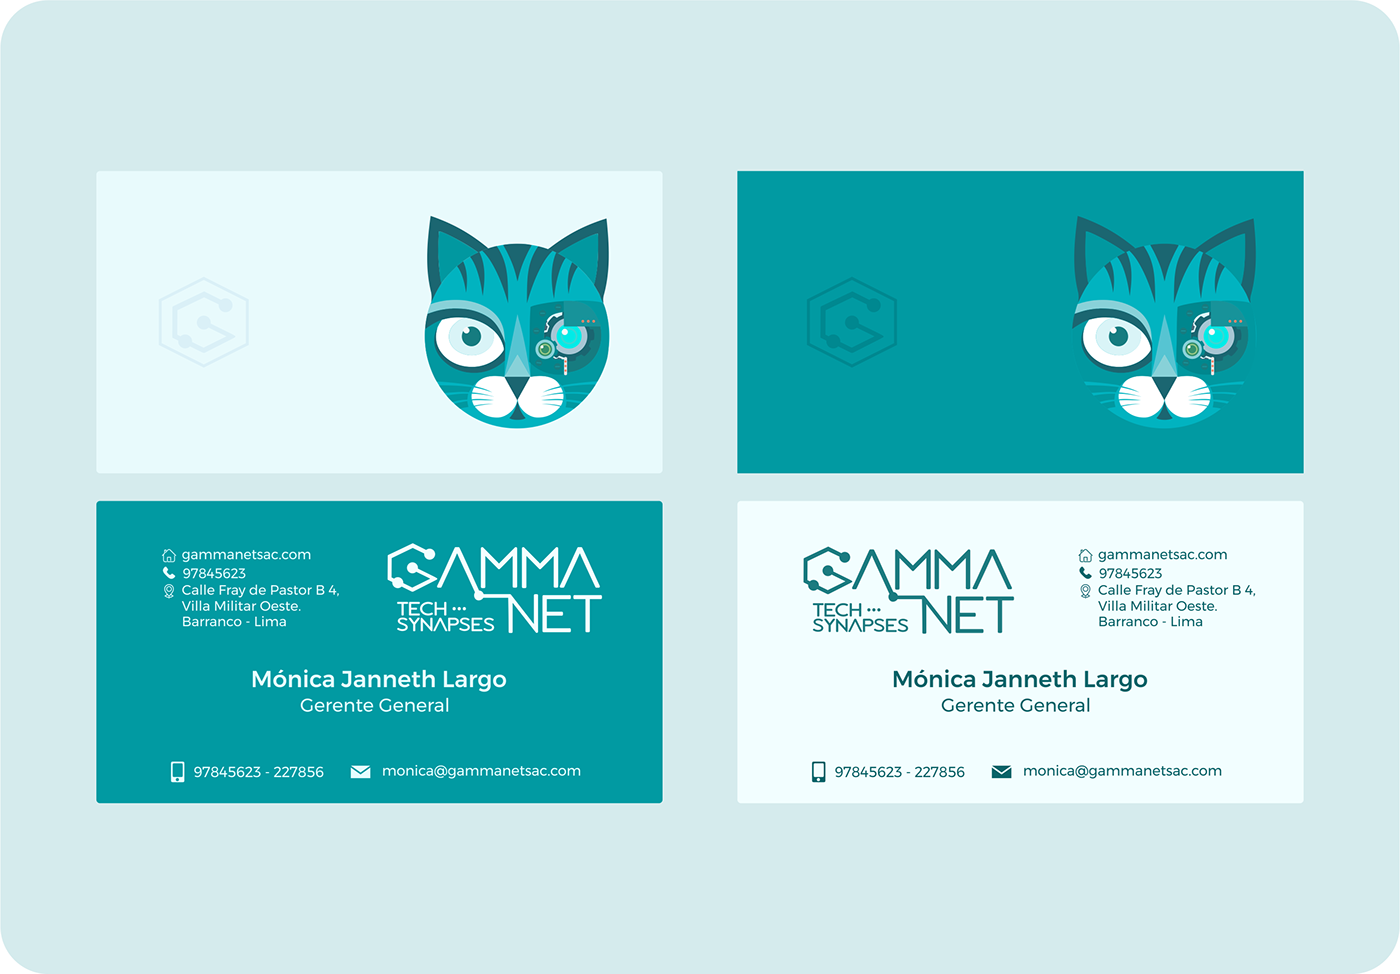 gammanetsac.com
97845623
Calle Fray de Pastor B 4,
Villa Militar Oeste.
Barranco - Lima
GAMMA
TECH ...
SYNAPSES
NET
Mónica Janneth Largo
Gerente General
97845623 - 227856
monica@gammanetsac.com
GAMMA
TECH ...
SYNAPSES
NET
gammanetsac.com
97845623
Calle Fray de Pastor B 4,
Villa Militar Oeste.
Barranco - Lima
Mónica Janneth Largo
Gerente General
97845623 - 227856
monica@gammanetsac.com